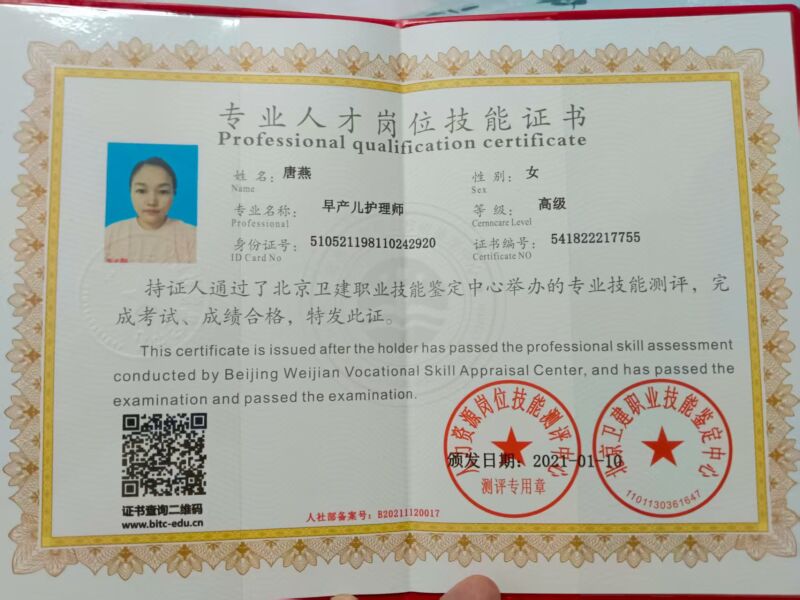 专业人才岗位技能证书
Professional qualification certificate
姓名: 唐燕
Name
性别: 女
Sex
专业名称: 早产儿护理师
Professional
等级: 高级
Cerncare Level
身份证号: 510521198110242920
ID Card No
证书编号: 541822217755
Certificate NO
持证人通过了北京卫建职业技能鉴定中心举办的专业技能测评，完
成考试、成绩合格，特发此证。
This certificate is issued after the holder has passed the professional skill assessment
conducted by Beijing Weijian Vocational Skill Appraisal Center, and has passed the
examination and passed the examination.
人力资源岗位技能测评中心
测评专用章
北京卫建职业技能鉴定中心
1101130361647
颁发日期: 2021-01-10
证书查询二维码
www.bitc-edu.cn
人社部备案号: B20211120017